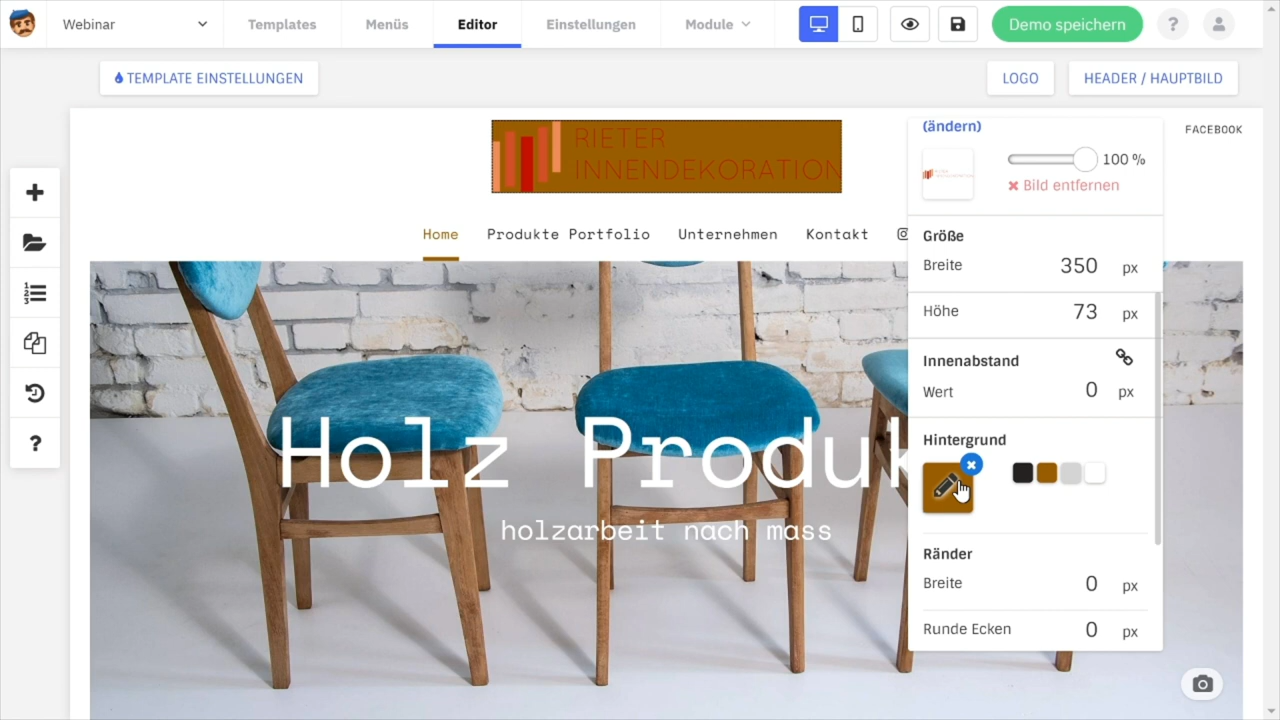 Webinar
Templates
Menüs
Editor
Einstellungen
Module
Demo speichern
?
TEMPLATE EINSTELLUNGEN
LOGO
HEADER / HAUPTBILD
RIETER
INNENDEKORATION
(ändern)
FACEBOOK
100 %
Bild entfernen
Home
Produkte Portfolio
Unternehmen
Kontakt
Größe
Breite 350 px
Höhe 73 px
Innenabstand
Wert 0 px
Hintergrund
Holz Produk
holzarbeit nach mass
Ränder
Breite 0 px
Runde Ecken 0 px
?